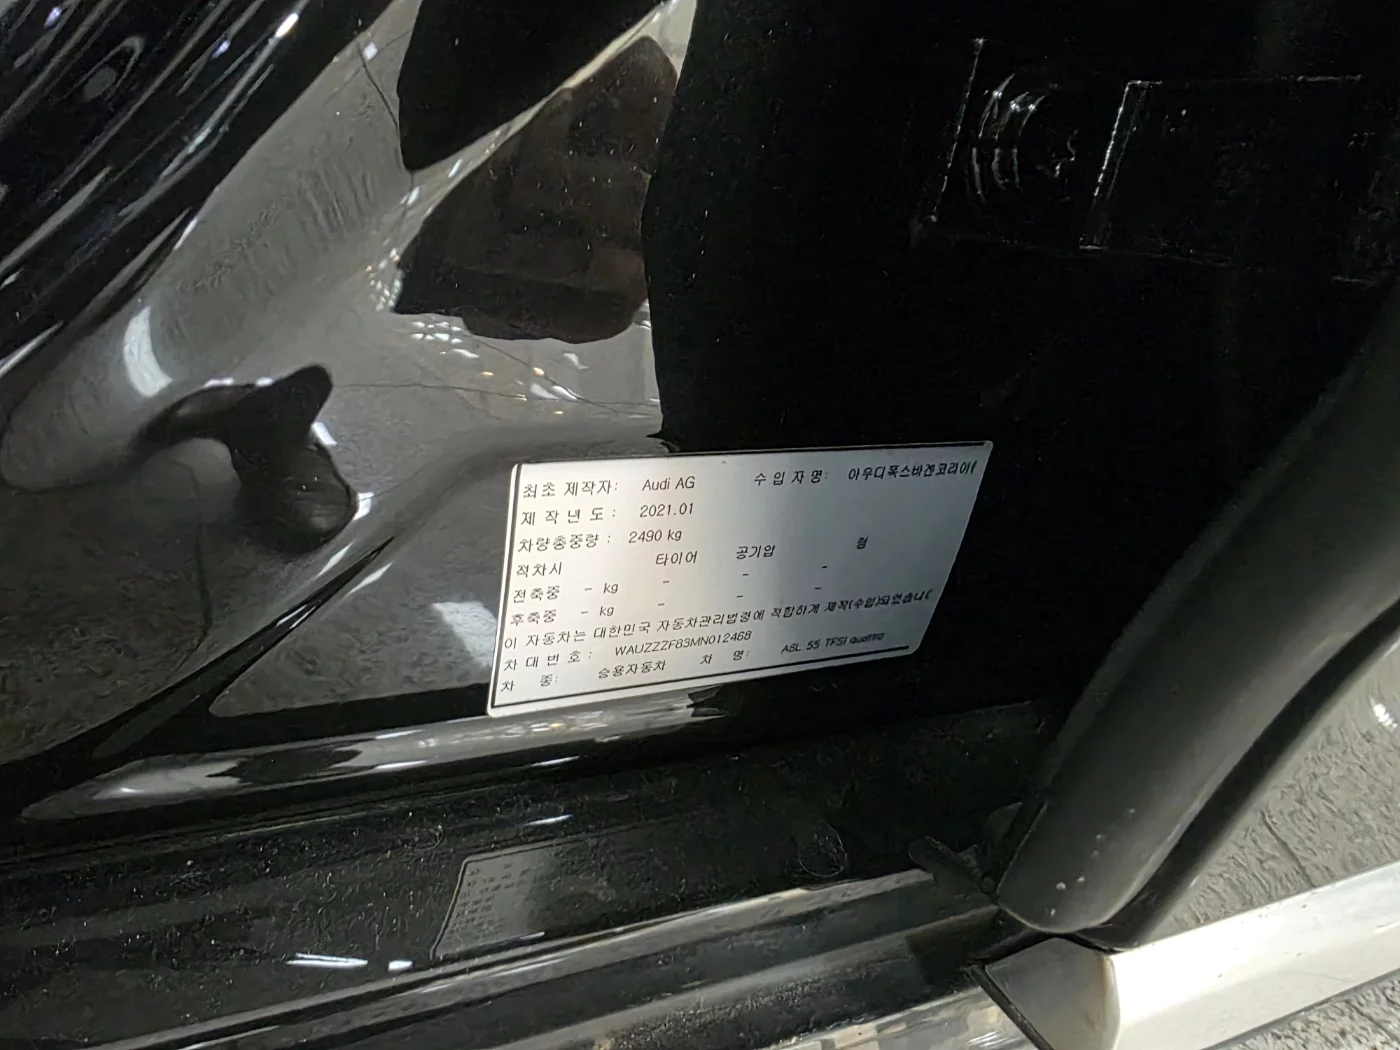 최초 제작자: Audi AG 수 입 자 명: 아우디폭스바겐코리아(
제 작 년 도 : 2021.01
차량총중량 : 2490 kg
적차시 타이어 공기압 림
전축중 - kg - - -
후축중 - kg - - -
이 자동차는 대한민국 자동차관리법령에 적합하게 제작(수입)되었습니다
차 대 번 호 : WAUZZZF83MN012468
차 종: 승용자동차 차 명: A8L 55 TFSI quattro